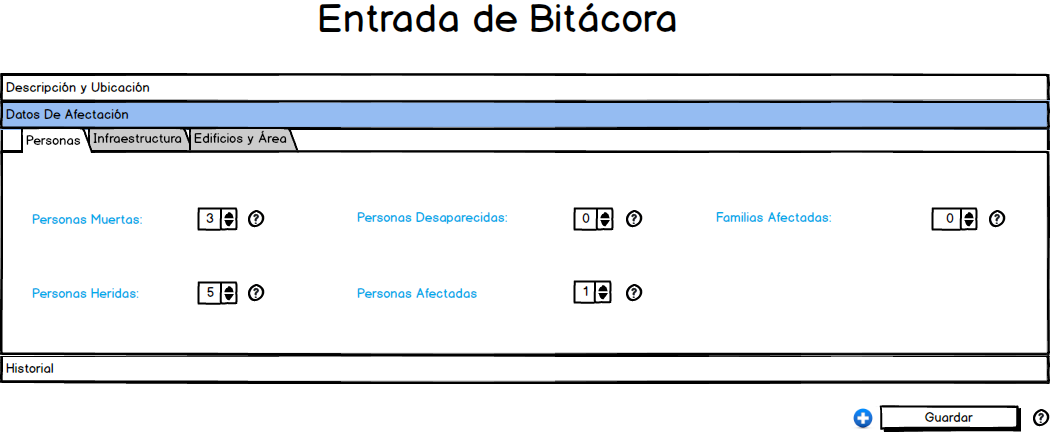 Entrada de Bitácora
Descripción y Ubicación
Datos De Afectación
Personas Infraestructura Edificios y Área
Personas Muertas: 3 ? Personas Desaparecidas: 0 ? Familias Afectadas: 0 ?
Personas Heridas: 5 ? Personas Afectadas 1 ?
Historial
Guardar ?